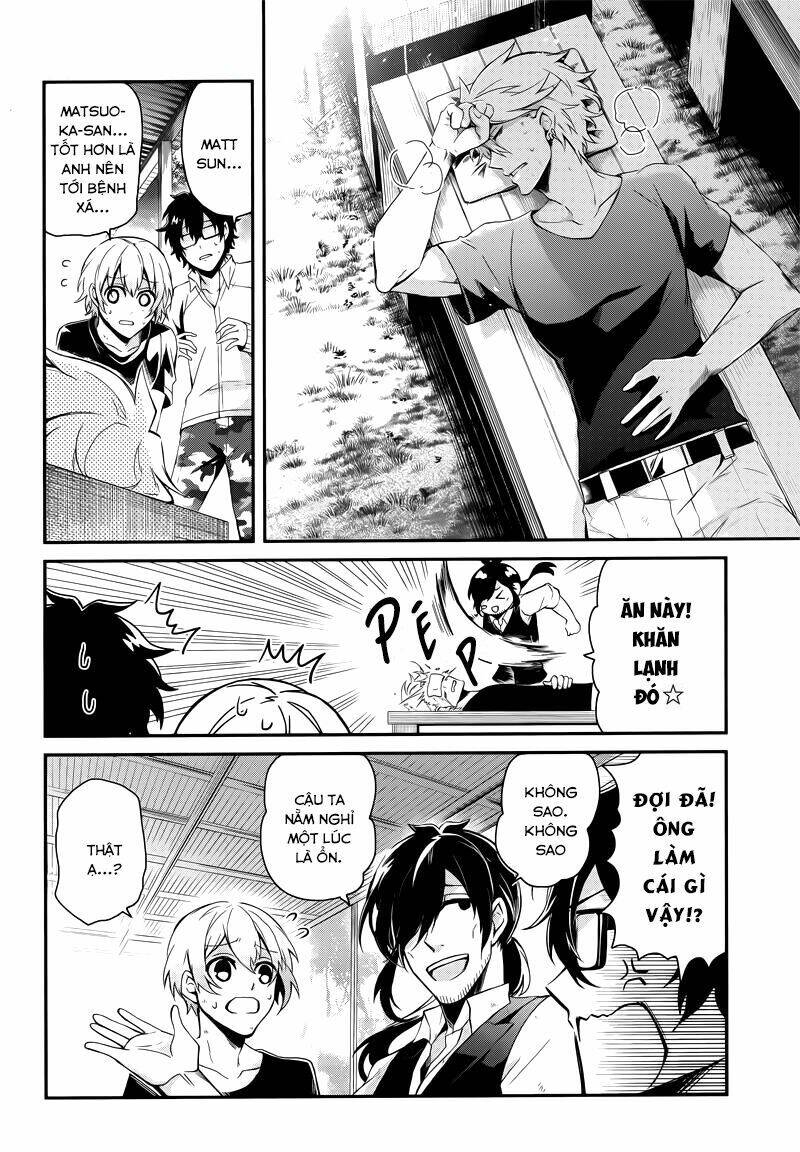 MATT
SUN...
MATSUO-
KA-SAN...
TỐT HƠN LÀ
ANH NÊN
TỚI BỆNH
XÁ...
ĂN NÀY!
KHĂN
LẠNH
ĐÓ☆
PÉP
ĐỢI ĐÃ!
ÔNG
LÀM
CÁI GÌ
VẬY!?
KHÔNG
SAO.
KHÔNG
SAO
CẬU TA
NẰM NGHỈ
MỘT LÚC
LÀ ỔN.
THẬT
Ạ...?